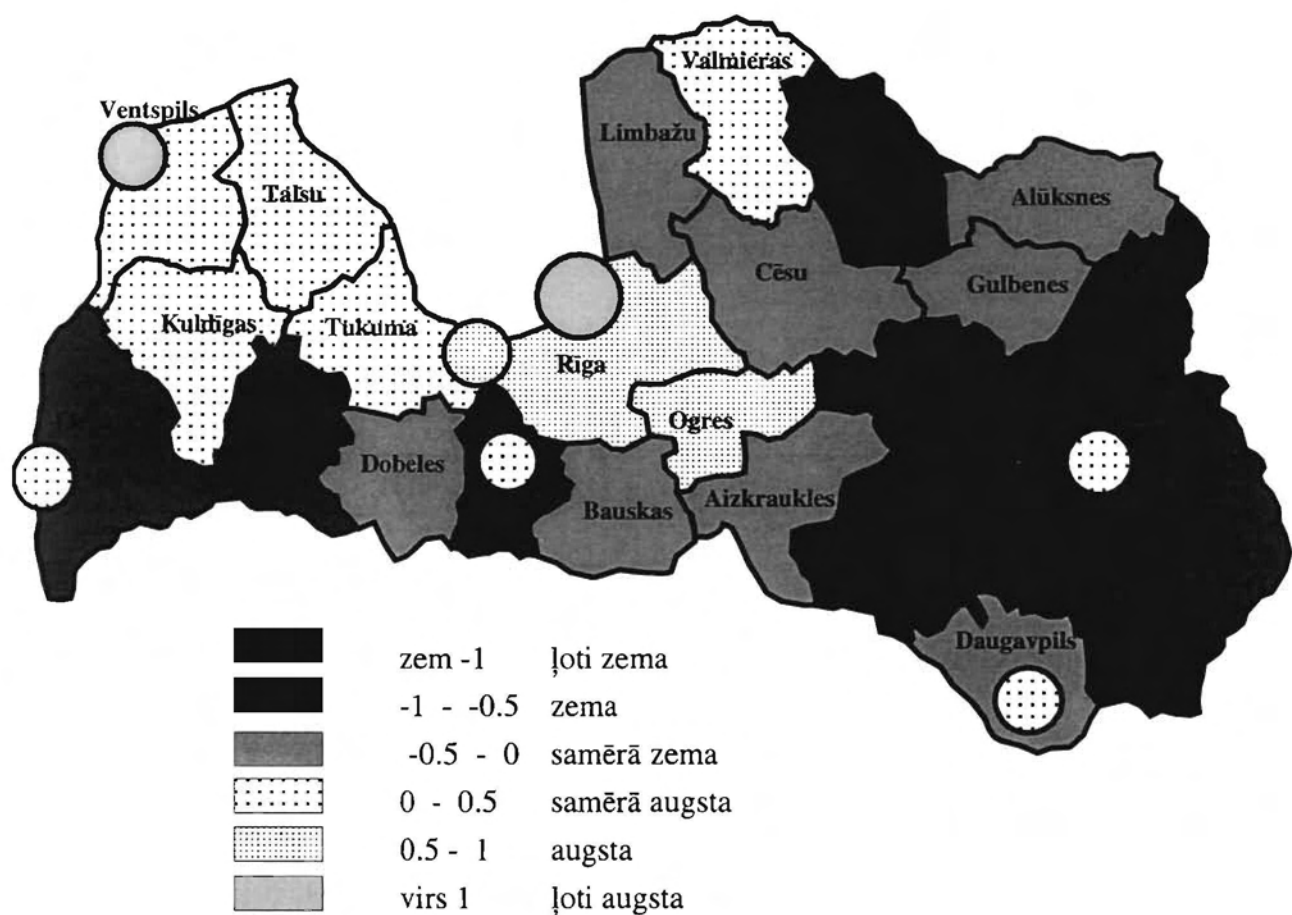 Valmieras
Ventspils
Limbažu
Talsu
Alūksnes
Cēsu
Gulbenes
Kuldīgas
Tukuma
Rīga
Ogres
Dobeles
Aizkraukles
Bauskas
Daugavpils
zem -1 ļoti zema
-1 - -0.5 zema
-0.5 - 0 samērā zema
0 - 0.5 samērā augsta
0.5 - 1 augsta
virs 1 ļoti augsta